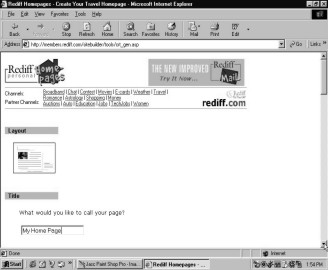 Rediff Homepages - Create Your Travel Homepage - Microsoft Internet Explorer
File Edit View Favorites Tools Help
Back Forward Stop Refresh Home Search Favorites History Mail Print Edit
Address http://members.rediff.com/sitebuilder/tools/crt_gen.asp Go Links »
Rediff personal home pages
THE NEW IMPROVED Rediff Mail
Try It Now...
Channels: Broadband | Chat | Contest | Movies | E-cards | Weather | Travel |
Romance | Astrology | Shopping | Money
Partner Channels: Auctions | Auto | Education | Jobs | TechJobs | Women
rediff.com
Layout
Title
What would you like to call your page?
My Home Page
Done Internet
Start Jasc Paint Shop Pro - Ima... Rediff Homepages - ... 1:54 PM